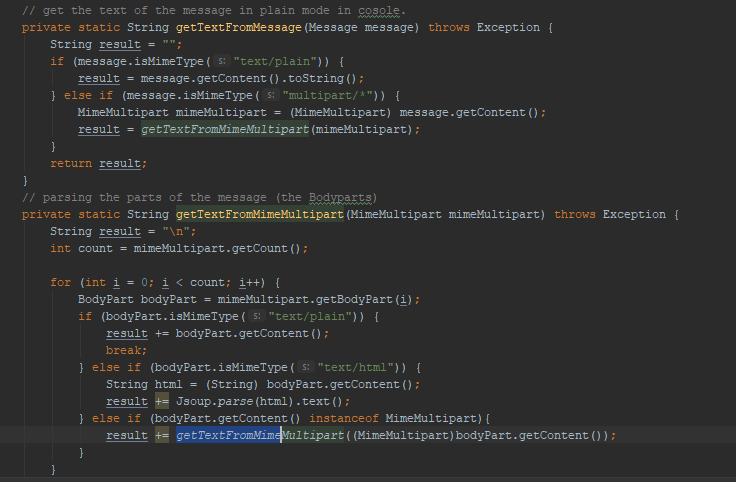 // get the text of the message in plain mode in cosole.
private static String getTextFromMessage(Message message) throws Exception {
    String result = "";
    if (message.isMimeType( s: "text/plain")) {
        result = message.getContent().toString();
    } else if (message.isMimeType( s: "multipart/*")) {
        MimeMultipart mimeMultipart = (MimeMultipart) message.getContent();
        result = getTextFromMimeMultipart(mimeMultipart);
    }
    return result;
}
// parsing the parts of the message (the Bodyparts)
private static String getTextFromMimeMultipart(MimeMultipart mimeMultipart) throws Exception {
    String result = "\n";
    int count = mimeMultipart.getCount();

    for (int i = 0; i < count; i++) {
        BodyPart bodyPart = mimeMultipart.getBodyPart(i);
        if (bodyPart.isMimeType( s: "text/plain")) {
            result += bodyPart.getContent();
            break;
        } else if (bodyPart.isMimeType( s: "text/html")) {
            String html = (String) bodyPart.getContent();
            result += Jsoup.parse(html).text();
        } else if (bodyPart.getContent() instanceof MimeMultipart){
            result += getTextFromMimeMultipart((MimeMultipart)bodyPart.getContent());
        }
    }